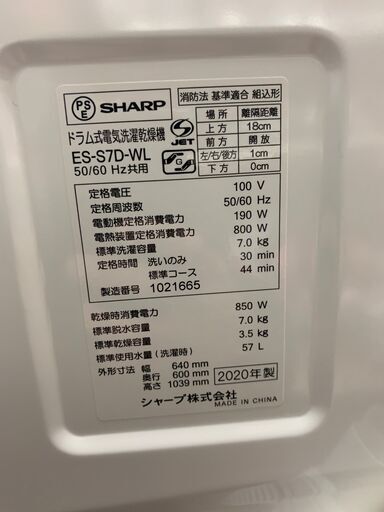 PSE SHARP
ドラム式電気洗濯乾燥機
ES-S7D-WL
50/60 Hz共用
JET
消防法 基準適合 組込形
場所 離隔距離
上方 18cm
前方 開放
左/右/後方 1cm
下方 0cm
定格電圧 100 V
定格周波数 50/60 Hz
電動機定格消費電力 190 W
電熱装置定格消費電力 800 W
標準洗濯容量 7.0 kg
定格時間 洗いのみ 30 min
標準コース 44 min
製造番号 1021665
乾燥時消費電力 850 W
標準脱水容量 7.0 kg
標準乾燥容量 3.5 kg
標準使用水量(洗濯時) 57 L
外形寸法 幅 640 mm
奥行 600 mm
高さ 1039 mm
2020年製
シャープ株式会社
MADE IN CHINA